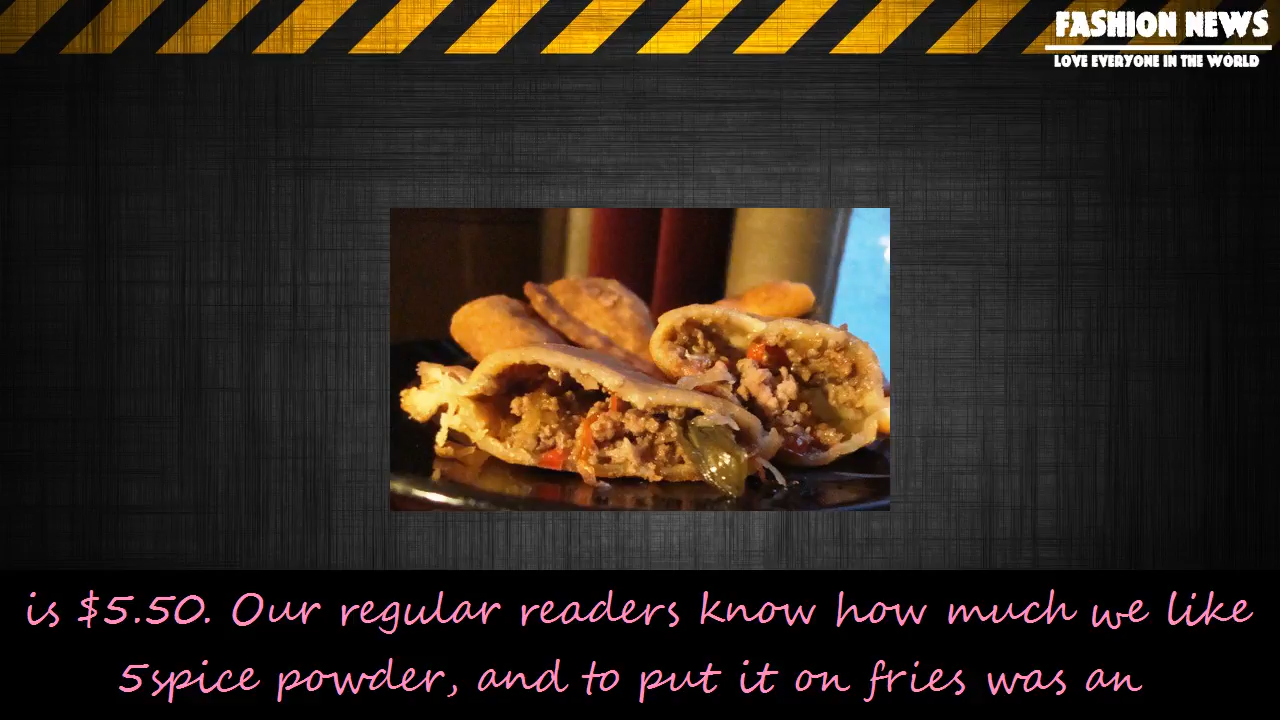 FASHION NEWS
LOVE EVERYONE IN THE WORLD
is $5.50. Our regular readers know how much we like
5spice powder, and to put it on fries was an